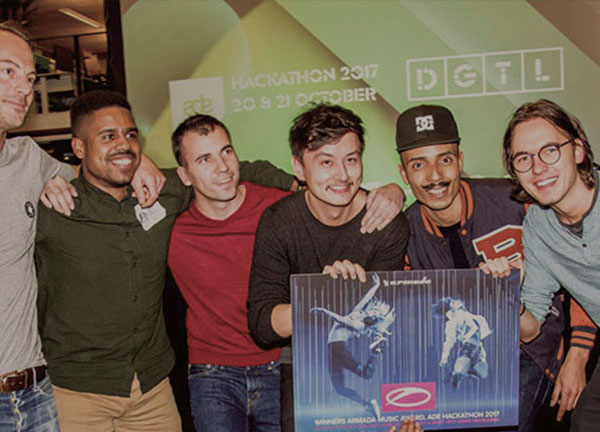 HACKATHON 2017
ade
20 & 21 OCTOBER
DGTL
DC
B
armada
WINNERS ARMADA MUSIC AWARD, ADE HACKATHON 2017